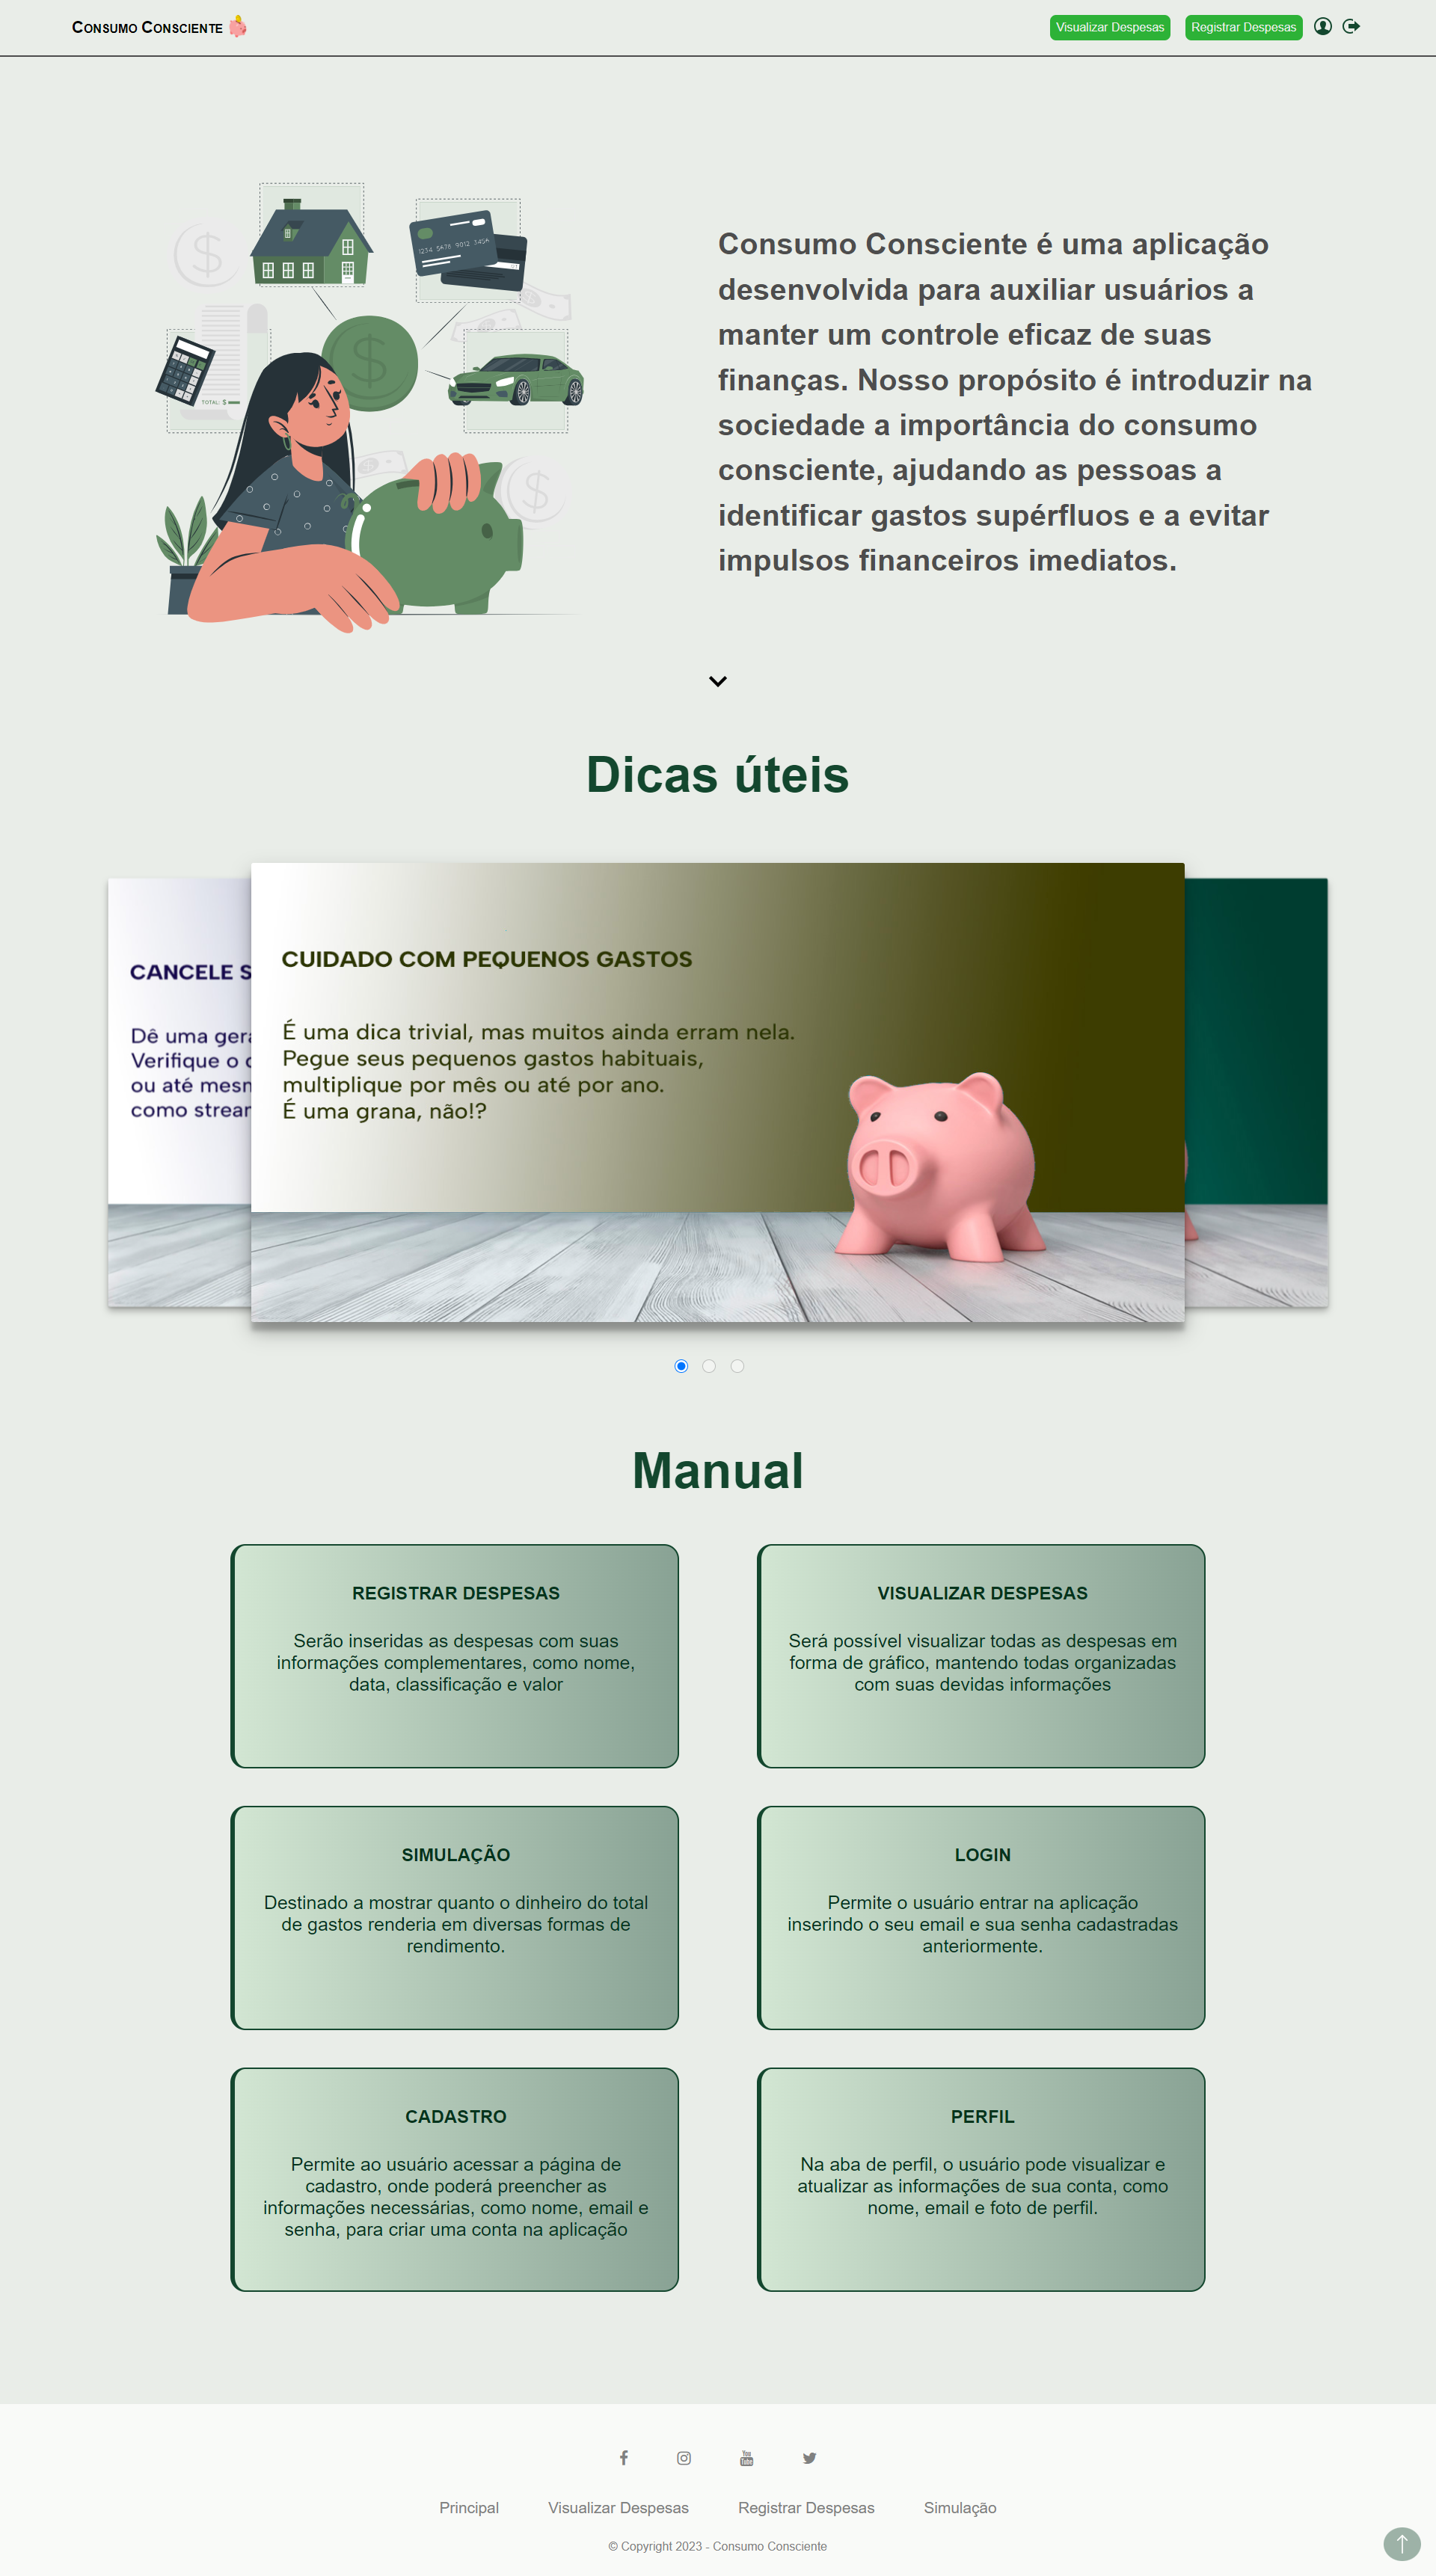 CONSUMO CONSCIENTE
Visualizar Despesas
Registrar Despesas
1234 5678 9012 3456
TOTAL: $
Consumo Consciente é uma aplicação
desenvolvida para auxiliar usuários a
manter um controle eficaz de suas
finanças. Nosso propósito é introduzir na
sociedade a importância do consumo
consciente, ajudando as pessoas a
identificar gastos supérfluos e a evitar
impulsos financeiros imediatos.
Dicas úteis
CANCELE S
Dê uma gera
Verifique o
ou até mesm
como strear
CUIDADO COM PEQUENOS GASTOS
É uma dica trivial, mas muitos ainda erram nela.
Pegue seus pequenos gastos habituais,
multiplique por mês ou até por ano.
É uma grana, não!?
Manual
REGISTRAR DESPESAS
Serão inseridas as despesas com suas
informações complementares, como nome,
data, classificação e valor
VISUALIZAR DESPESAS
Será possível visualizar todas as despesas em
forma de gráfico, mantendo todas organizadas
com suas devidas informações
SIMULAÇÃO
Destinado a mostrar quanto o dinheiro do total
de gastos renderia em diversas formas de
rendimento.
LOGIN
Permite o usuário entrar na aplicação
inserindo o seu email e sua senha cadastradas
anteriormente.
CADASTRO
Permite ao usuário acessar a página de
cadastro, onde poderá preencher as
informações necessárias, como nome, email e
senha, para criar uma conta na aplicação
PERFIL
Na aba de perfil, o usuário pode visualizar e
atualizar as informações de sua conta, como
nome, email e foto de perfil.
You Tube
Principal
Visualizar Despesas
Registrar Despesas
Simulação
© Copyright 2023 - Consumo Consciente